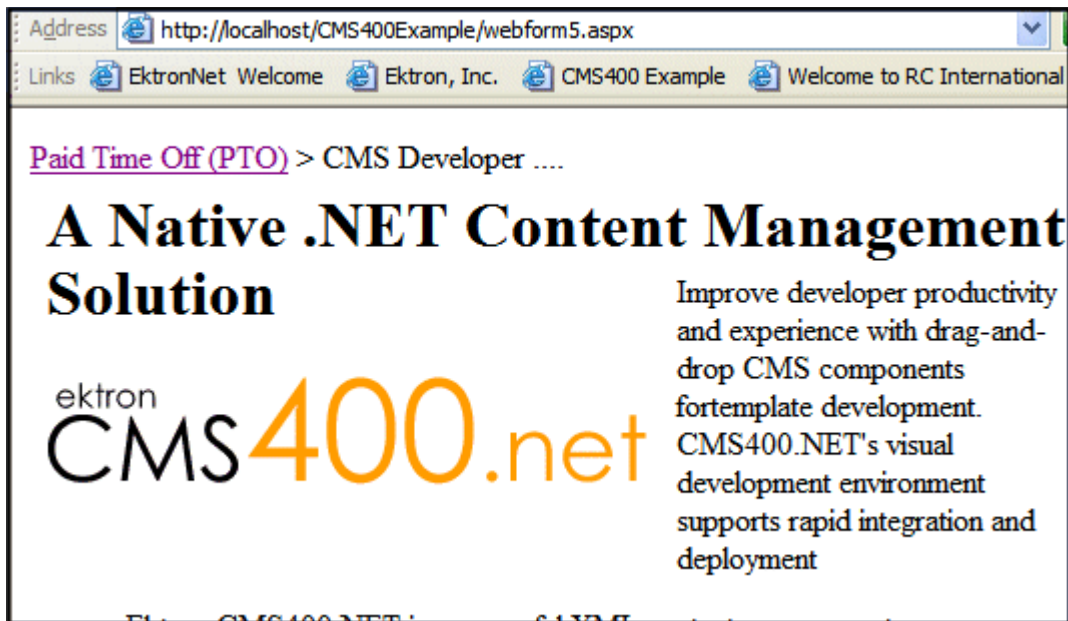 Address http://localhost/CMS400Example/webform5.aspx
Links EktronNet Welcome Ektron, Inc. CMS400 Example Welcome to RC International
Paid Time Off (PTO) > CMS Developer ....
A Native .NET Content Management
Solution
Improve developer productivity
and experience with drag-and-
drop CMS components
fortemplate development.
CMS400.NET's visual
development environment
supports rapid integration and
deployment
ektron
CMS400.net